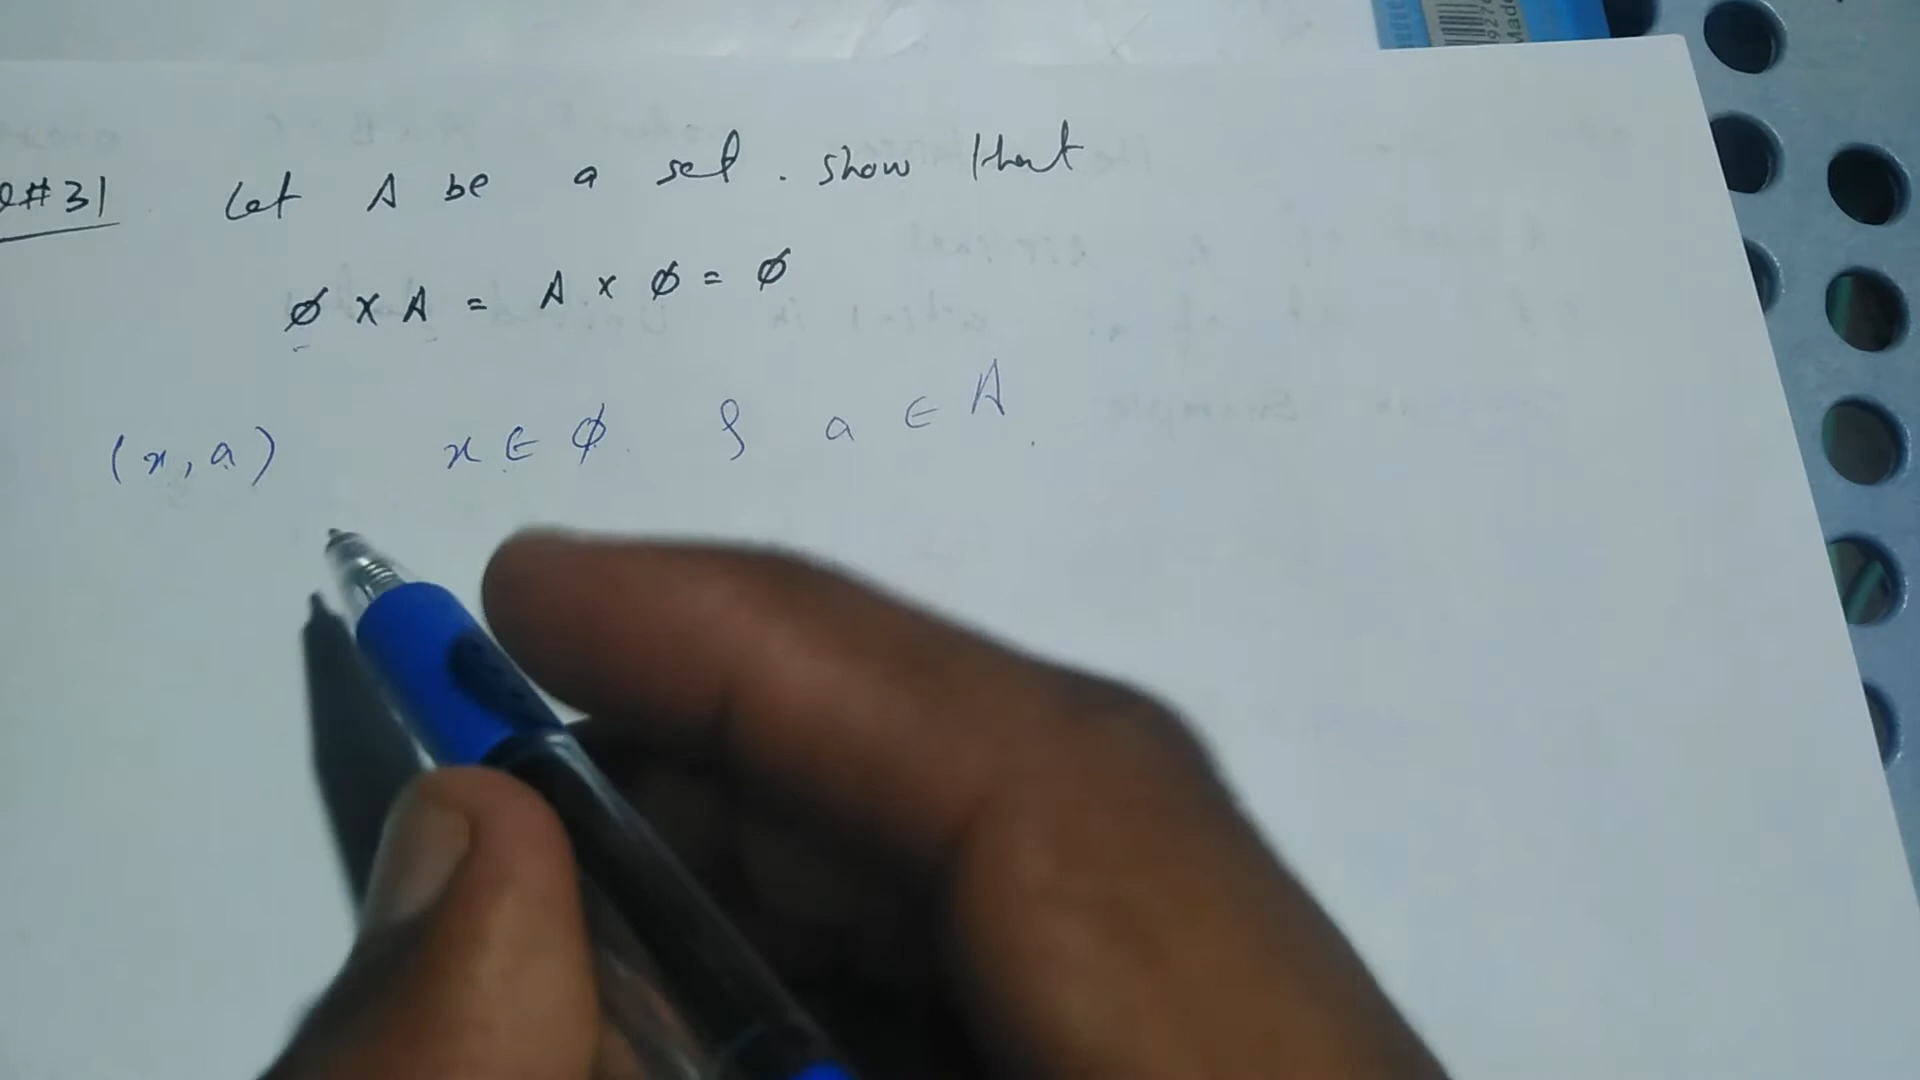 Q#31 Let A be a set. show that
∅ × A = A × ∅ = ∅
(x, a) x ∈ ∅ & a ∈ A.